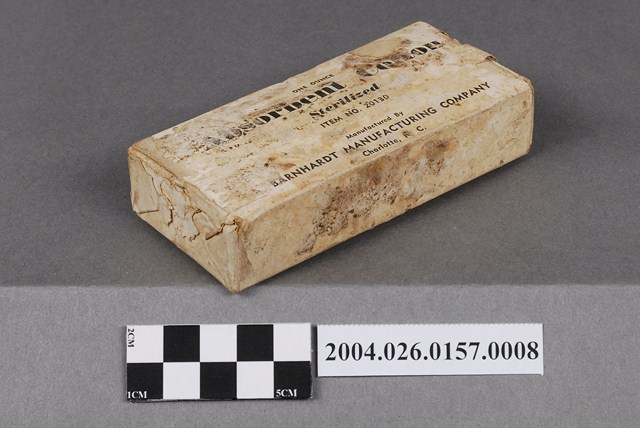 ONE OUNCE
Absorbent Cotton
Sterilized
ITEM NO. 20130
Manufactured By
BARNHARDT MANUFACTURING COMPANY
Charlotte, N. C.
2CM
1CM
5CM
2004.026.0157.0008